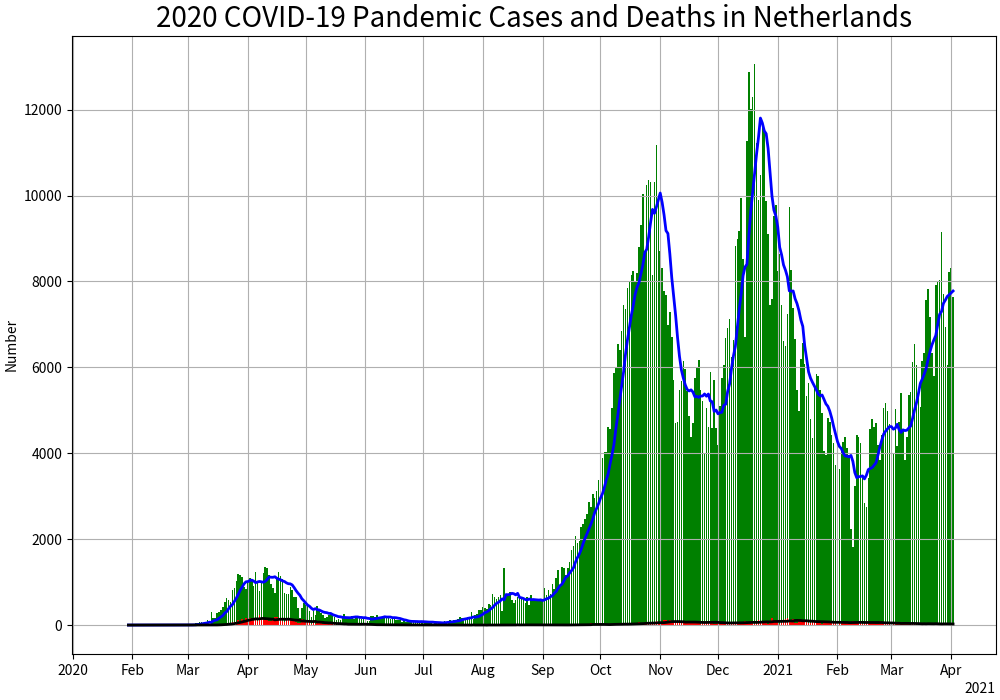 2020 COVID-19 Pandemic Cases and Deaths in Netherlands
Number
12000
10000
8000
6000
4000
2000
0
2020 Feb Mar Apr May Jun Jul Aug Sep Oct Nov Dec 2021 Feb Mar Apr
2021